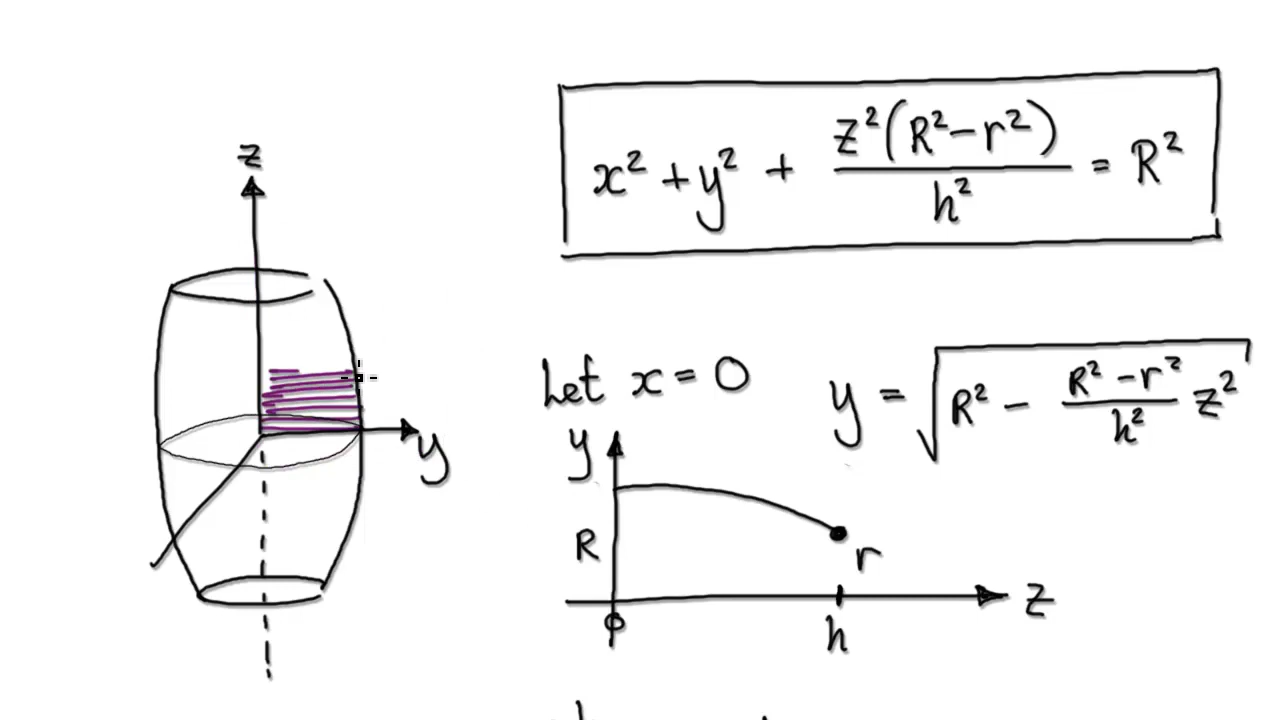 x² + y² + z²(R² - r²)/h² = R²
z
y
Let x = 0
y = √(R² - (R² - r²)/h² z²)
y
R
r
0
h
z